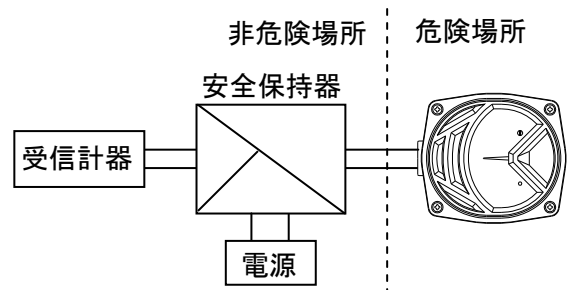 非危険場所
危険場所
安全保持器
受信計器
電源